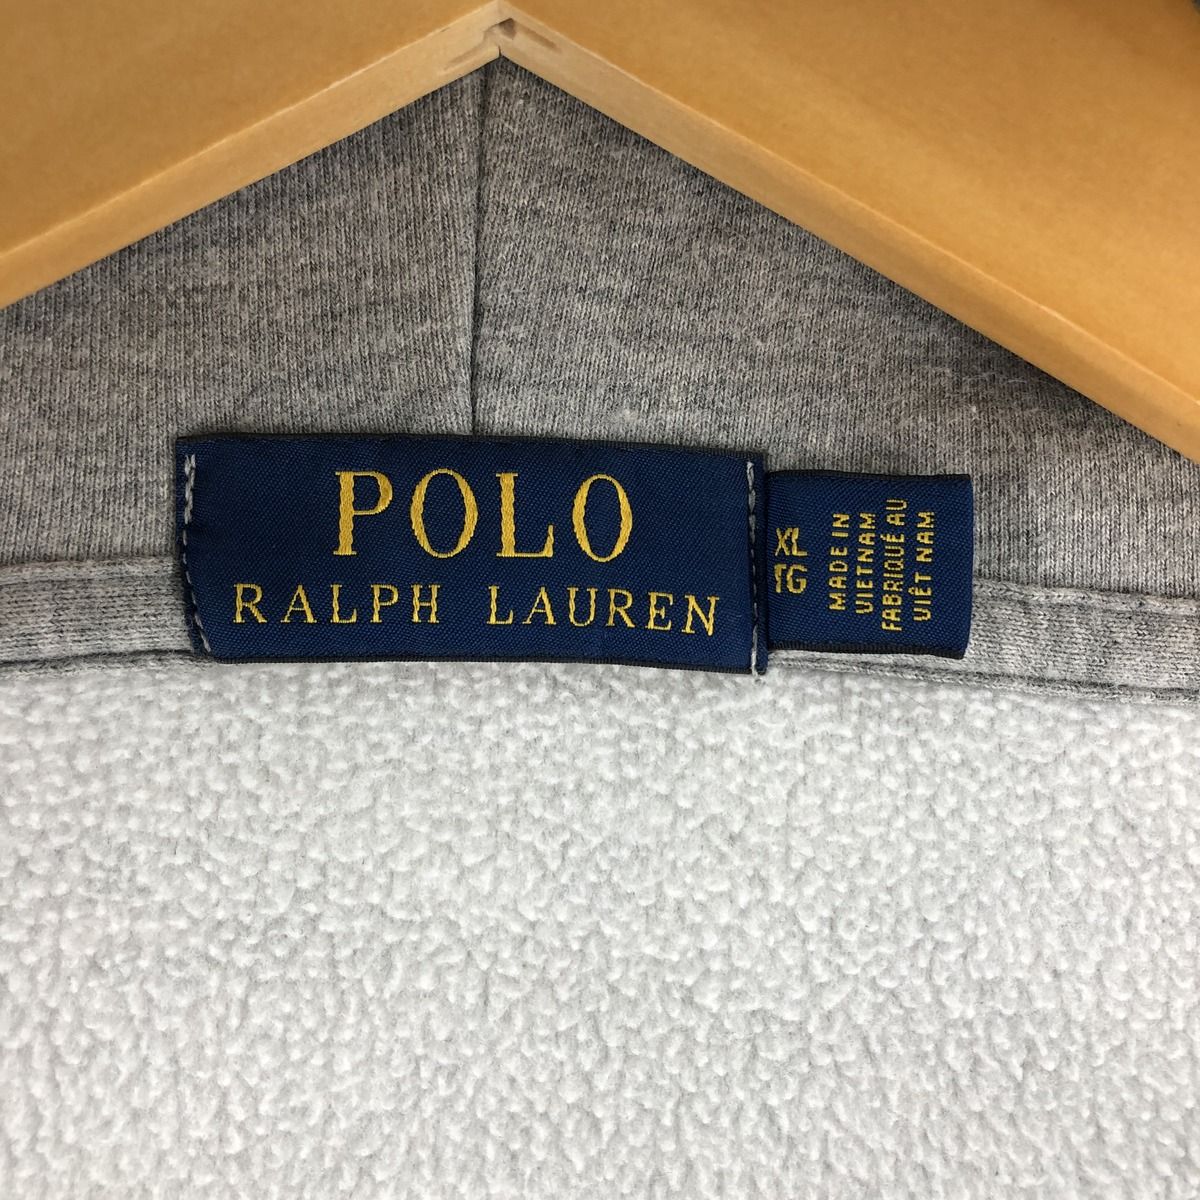 POLO
RALPH LAUREN
XL
TG
MADE IN
VIETNAM
FABRIQUÉ AU
VIÊT NAM